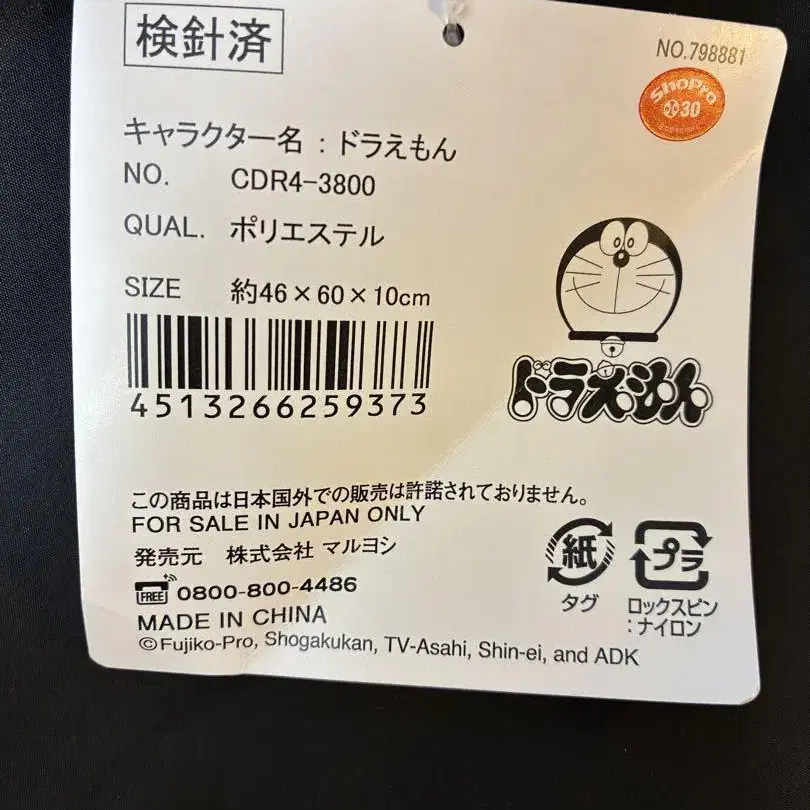 検針済
NO.798881
ShoPro
30
キャラクター名 : ドラえもん
NO. CDR4-3800
QUAL. ポリエステル
SIZE 約46×60×10cm
4513266259373
ドラえもん
この商品は日本国外での販売は許諾されておりません。
FOR SALE IN JAPAN ONLY
発売元 株式会社 マルヨシ
FREE 0800-800-4486
MADE IN CHINA
©Fujiko-Pro, Shogakukan, TV-Asahi, Shin-ei, and ADK
紙
タグ
プラ
ロックスピン
:ナイロン